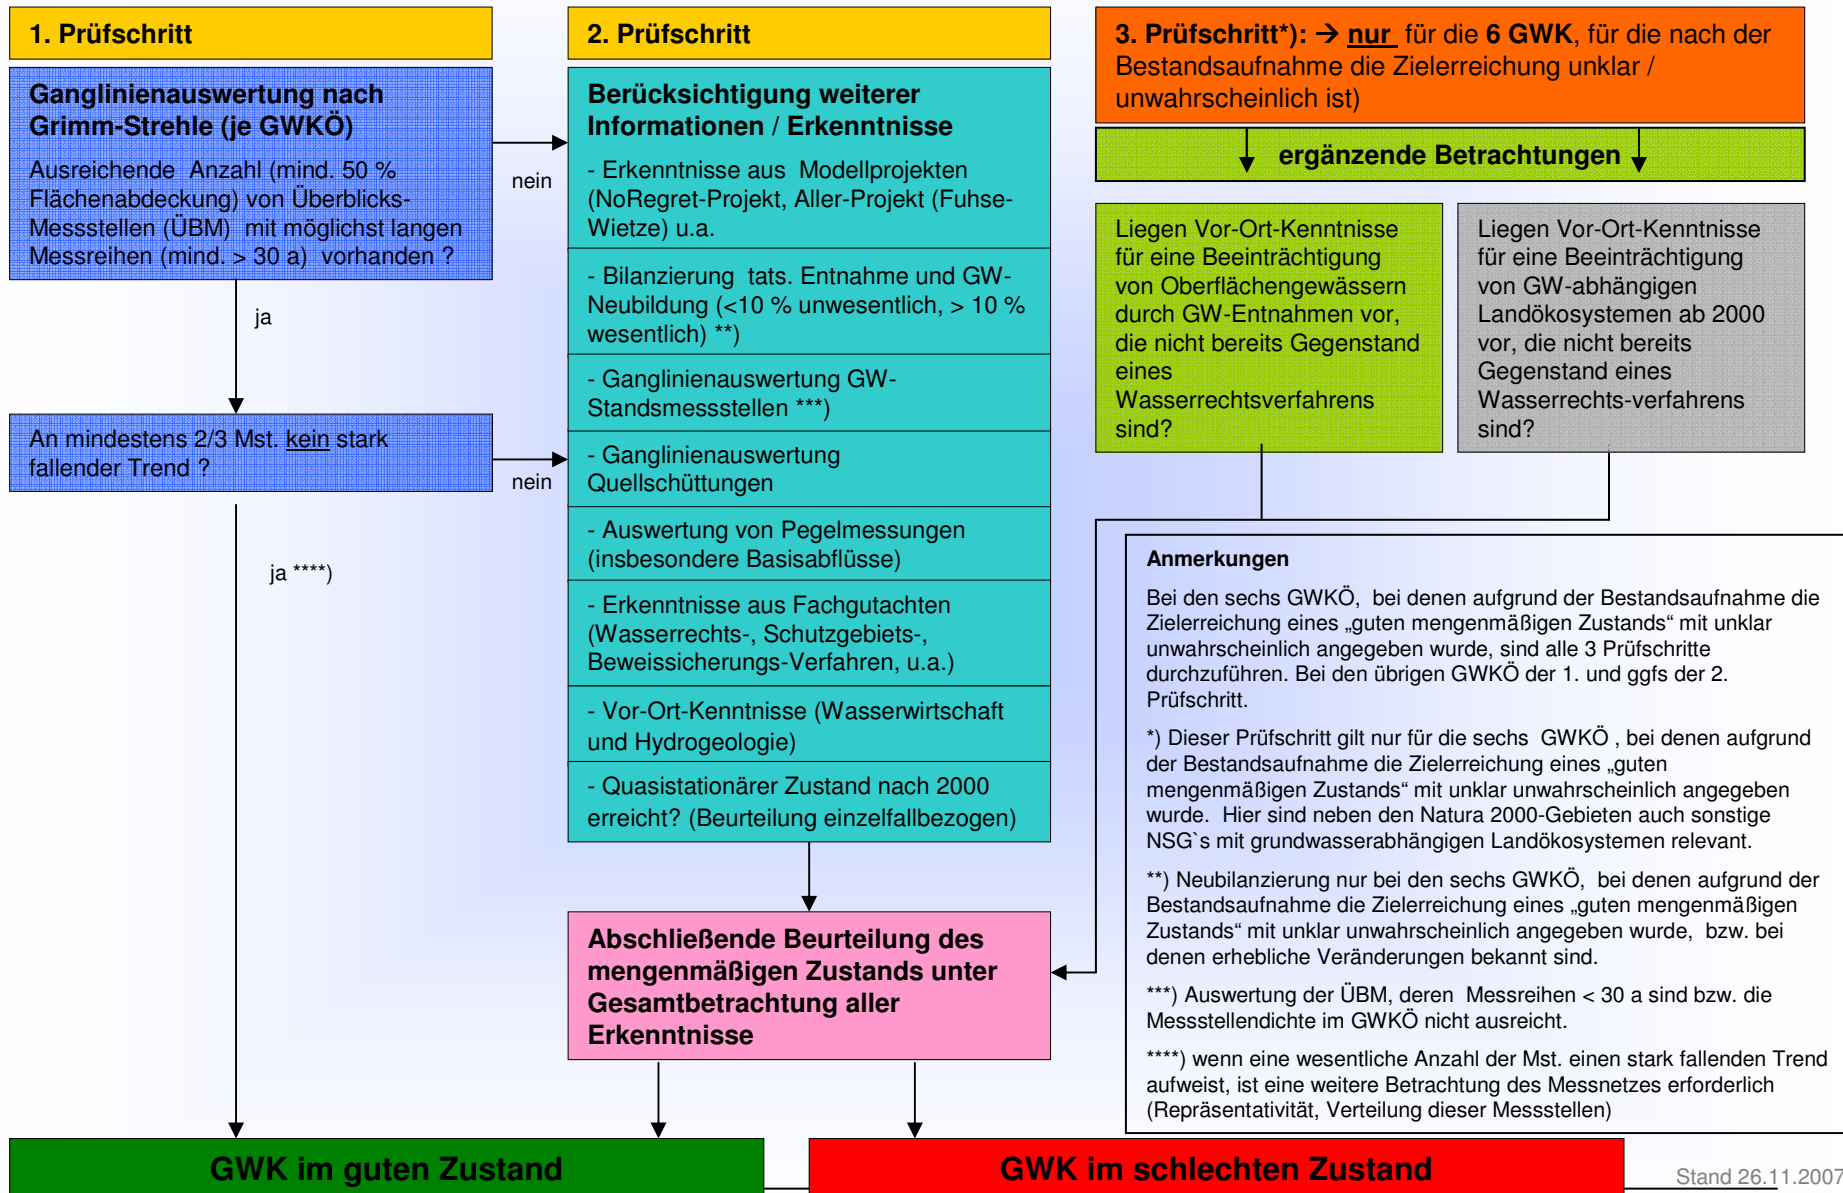 1. Prüfschritt
Ganglinienauswertung nach
Grimm-Strehle (je GWKÖ)
Ausreichende Anzahl (mind. 50 %
Flächenabdeckung) von Überblicks-
Messstellen (ÜBM) mit möglichst langen
Messreihen (mind. > 30 a) vorhanden ?
nein
ja
An mindestens 2/3 Mst. kein stark
fallender Trend ?
nein
ja ****)
2. Prüfschritt
Berücksichtigung weiterer
Informationen / Erkenntnisse
- Erkenntnisse aus Modellprojekten
(NoRegret-Projekt, Aller-Projekt (Fuhse-
Wietze) u.a.
- Bilanzierung tats. Entnahme und GW-
Neubildung (<10 % unwesentlich, > 10 %
wesentlich) **)
- Ganglinienauswertung GW-
Standsmessstellen ***)
- Ganglinienauswertung
Quellschüttungen
- Auswertung von Pegelmessungen
(insbesondere Basisabflüsse)
- Erkenntnisse aus Fachgutachten
(Wasserrechts-, Schutzgebiets-,
Beweissicherungs-Verfahren, u.a.)
- Vor-Ort-Kenntnisse (Wasserwirtschaft
und Hydrogeologie)
- Quasistationärer Zustand nach 2000
erreicht? (Beurteilung einzelfallbezogen)
Abschließende Beurteilung des
mengenmäßigen Zustands unter
Gesamtbetrachtung aller
Erkenntnisse
3. Prüfschritt*): → nur für die 6 GWK, für die nach der
Bestandsaufnahme die Zielerreichung unklar /
unwahrscheinlich ist)
ergänzende Betrachtungen
Liegen Vor-Ort-Kenntnisse
für eine Beeinträchtigung
von Oberflächengewässern
durch GW-Entnahmen vor,
die nicht bereits Gegenstand
eines
Wasserrechtsverfahrens
sind?
Liegen Vor-Ort-Kenntnisse
für eine Beeinträchtigung
von GW-abhängigen
Landökosystemen ab 2000
vor, die nicht bereits
Gegenstand eines
Wasserrechts-verfahrens
sind?
Anmerkungen
Bei den sechs GWKÖ, bei denen aufgrund der Bestandsaufnahme die
Zielerreichung eines „guten mengenmäßigen Zustands“ mit unklar
unwahrscheinlich angegeben wurde, sind alle 3 Prüfschritte
durchzuführen. Bei den übrigen GWKÖ der 1. und ggfs der 2.
Prüfschritt.
*) Dieser Prüfschritt gilt nur für die sechs GWKÖ , bei denen aufgrund
der Bestandsaufnahme die Zielerreichung eines „guten
mengenmäßigen Zustands“ mit unklar unwahrscheinlich angegeben
wurde. Hier sind neben den Natura 2000-Gebieten auch sonstige
NSG`s mit grundwasserabhängigen Landökosystemen relevant.
**) Neubilanzierung nur bei den sechs GWKÖ, bei denen aufgrund der
Bestandsaufnahme die Zielerreichung eines „guten mengenmäßigen
Zustands“ mit unklar unwahrscheinlich angegeben wurde, bzw. bei
denen erhebliche Veränderungen bekannt sind.
***) Auswertung der ÜBM, deren Messreihen < 30 a sind bzw. die
Messstellendichte im GWKÖ nicht ausreicht.
****) wenn eine wesentliche Anzahl der Mst. einen stark fallenden Trend
aufweist, ist eine weitere Betrachtung des Messnetzes erforderlich
(Repräsentativität, Verteilung dieser Messstellen)
GWK im guten Zustand
GWK im schlechten Zustand
Stand 26.11.2007